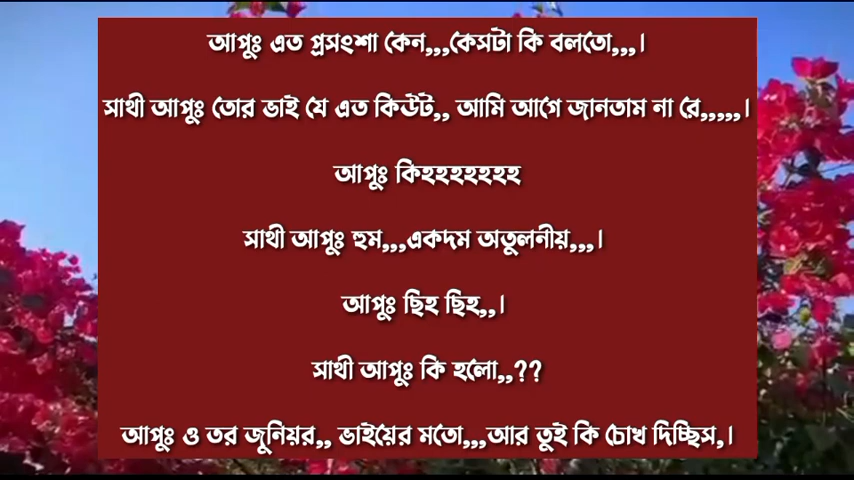 আপুঃ এত প্রসংশা কেন,,,কেসটা কি বলতো,,,।
সাথী আপুঃ তোর ভাই যে এত কিউট,, আমি আগে জানতাম না রে,,,,,।
আপুঃ কিহহহহহহহ
সাথী আপুঃ হুম,,,একদম অতুলনীয়,,,।
আপুঃ ছিহ ছিহ,,।
সাথী আপুঃ কি হলো,,??
আপুঃ ও তর জুনিয়র,, ভাইয়ের মতো,,,আর তুই কি চোখ দিচ্ছিস,।